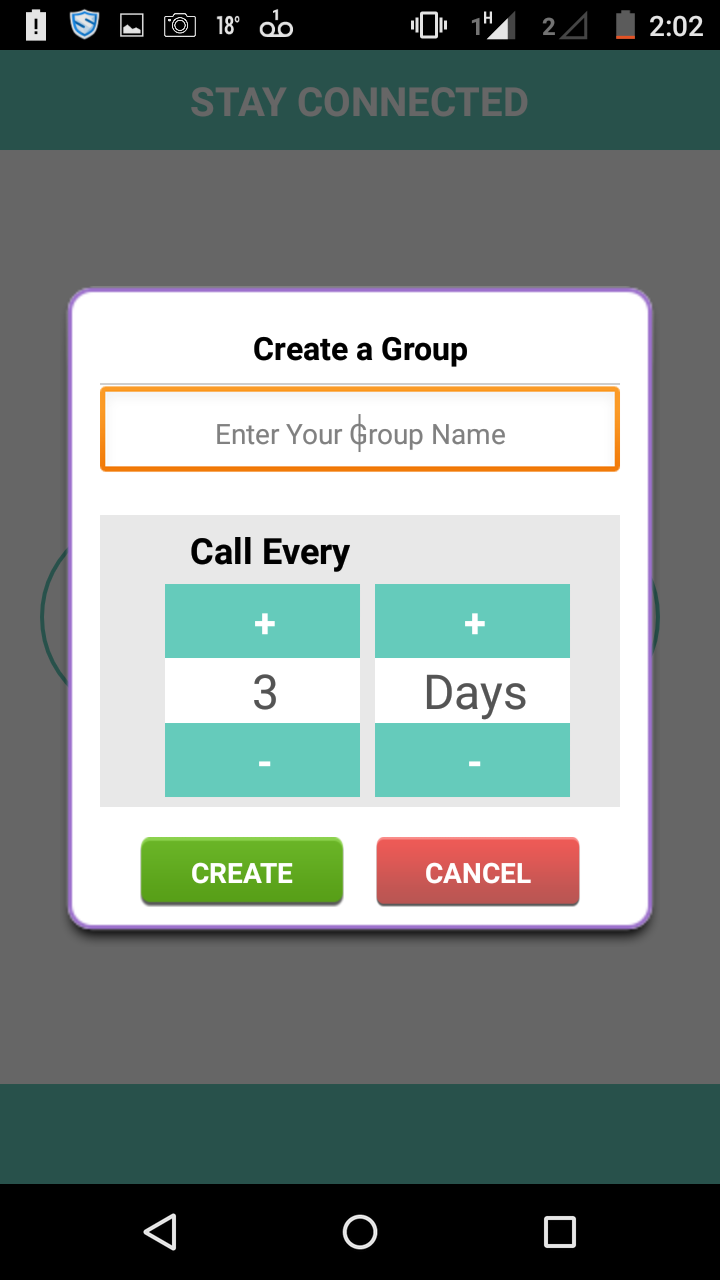 18°
1
1 H
2
2:02
STAY CONNECTED
Create a Group
Enter Your Group Name
Call Every
+ +
3 Days
- -
CREATE CANCEL